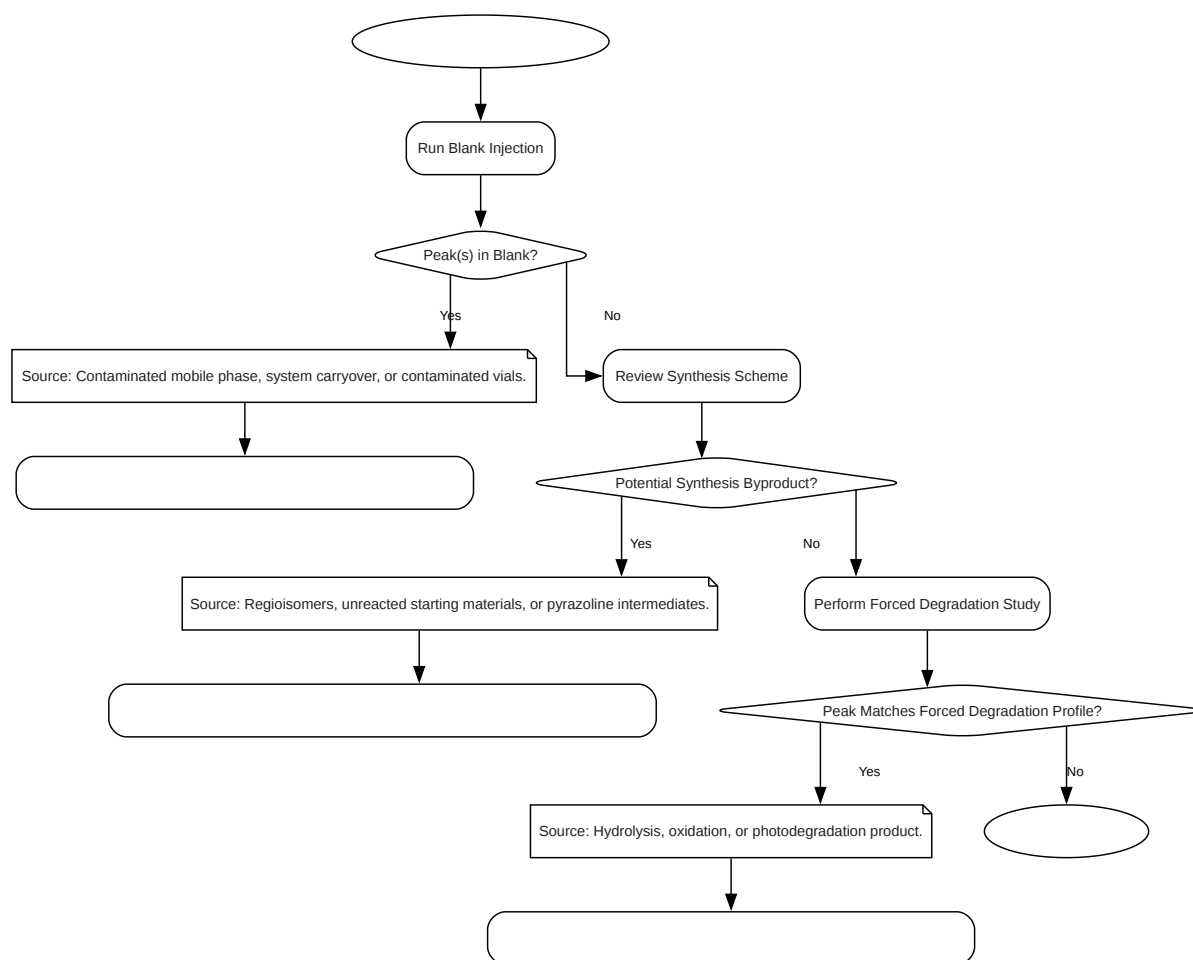 Run Blank Injection
Peak(s) in Blank?
Yes
No
Source: Contaminated mobile phase, system carryover, or contaminated vials.
Review Synthesis Scheme
Potential Synthesis Byproduct?
Yes
No
Source: Regioisomers, unreacted starting materials, or pyrazoline intermediates.
Perform Forced Degradation Study
Peak Matches Forced Degradation Profile?
Yes
No
Source: Hydrolysis, oxidation, or photodegradation product.